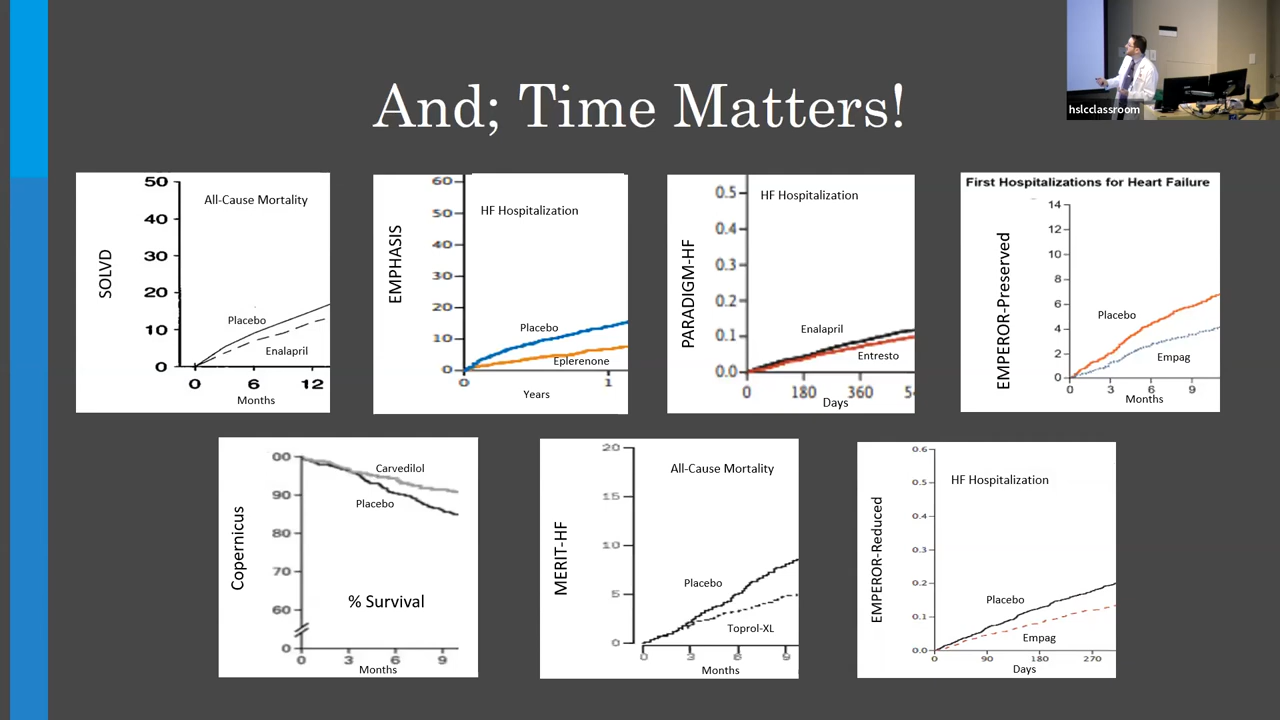 And; Time Matters!
hslcclassroom
SOLVD
All-Cause Mortality
50
40
30
20
10
0
Placebo
Enalapril
0 6 12
Months
EMPHASIS
HF Hospitalization
60
50
40
30
20
10
0
Placebo
Eplerenone
0 1
Years
PARADIGM-HF
HF Hospitalization
0.5
0.4
0.3
0.2
0.1
0.0
Enalapril
Entresto
0 180 360 5
Days
First Hospitalizations for Heart Failure
EMPEROR-Preserved
14
12
10
8
6
4
2
0
Placebo
Empag
0 3 6 9
Months
Copernicus
00
90
80
70
60
0
Carvedilol
Placebo
% Survival
0 3 6 9
Months
MERIT-HF
All-Cause Mortality
20
15
10
5
0
Placebo
Toprol-XL
0 3 6 9
Months
EMPEROR-Reduced
HF Hospitalization
0.6
0.5
0.4
0.3
0.2
0.1
0.0
Placebo
Empag
0 90 180 270
Days